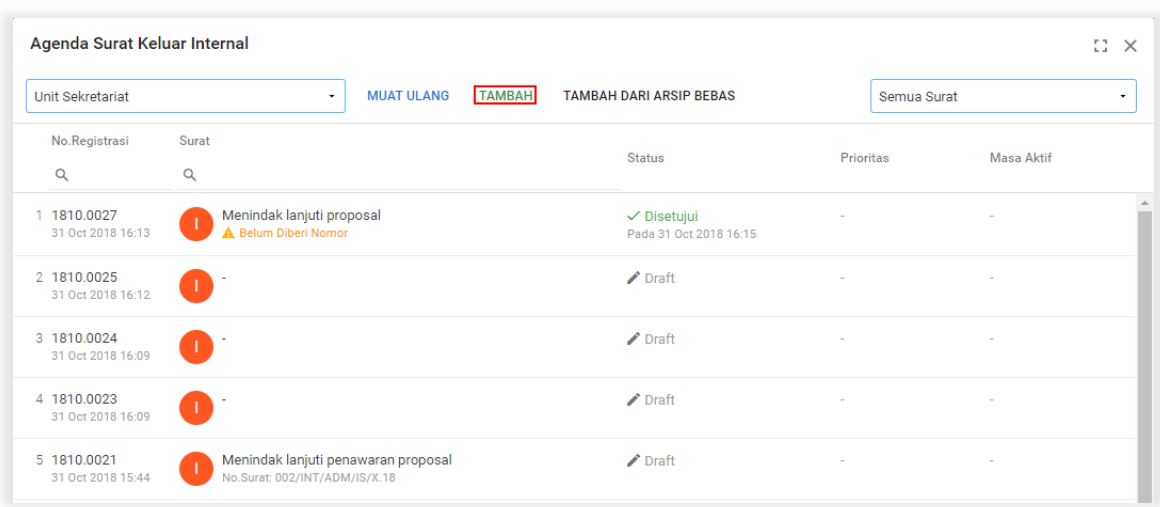 Agenda Surat Keluar Internal
Unit Sekretariat MUAT ULANG TAMBAH TAMBAH DARI ARSIP BEBAS Semua Surat
No.Registrasi Surat Status Prioritas Masa Aktif
1 1810.0027 I Menindak lanjuti proposal Disetujui - -
31 Oct 2018 16:13 Belum Diberi Nomor Pada 31 Oct 2018 16:15
2 1810.0025 I - Draft - -
31 Oct 2018 16:12
3 1810.0024 I - Draft - -
31 Oct 2018 16:09
4 1810.0023 I - Draft - -
31 Oct 2018 16:09
5 1810.0021 I Menindak lanjuti penawaran proposal Draft - -
31 Oct 2018 15:44 No.Surat: 002/INT/ADM/IS/X.18